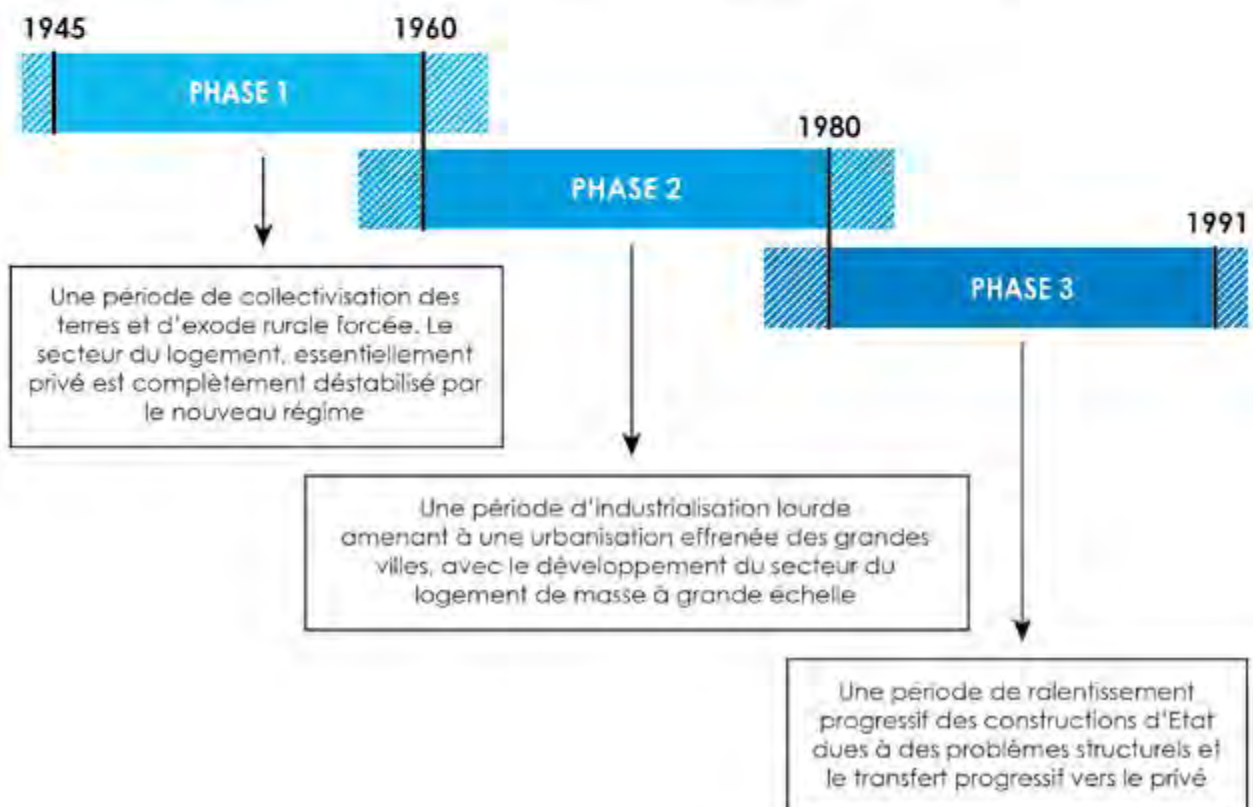 1945
1960
PHASE 1
1980
PHASE 2
1991
PHASE 3
Une période de collectivisation des
terres et d'exode rurale forcée. Le
secteur du logement, essentiellement
privé est complètement déstabilisé par
le nouveau régime
Une période d'industrialisation lourde
amenant à une urbanisation effrenée des grandes
villes, avec le développement du secteur du
logement de masse à grande échelle
Une période de ralentissement
progressif des constructions d'Etat
dues à des problèmes structurels et
le transfert progressif vers le privé